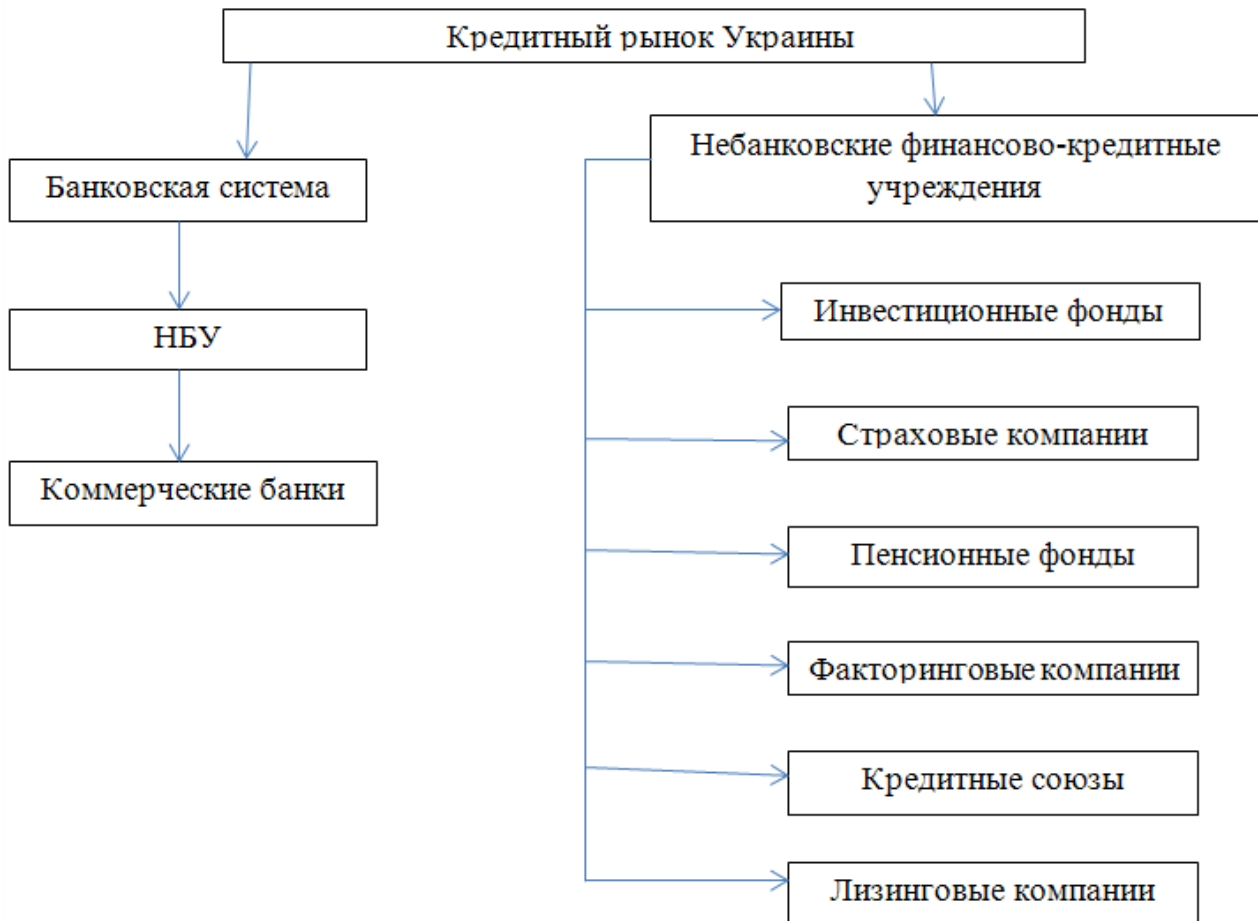 Кредитный рынок Украины
Банковская система
НБУ
Коммерческие банки
Небанковские финансово-кредитные
учреждения
Инвестиционные фонды
Страховые компании
Пенсионные фонды
Факторинговые компании
Кредитные союзы
Лизинговые компании